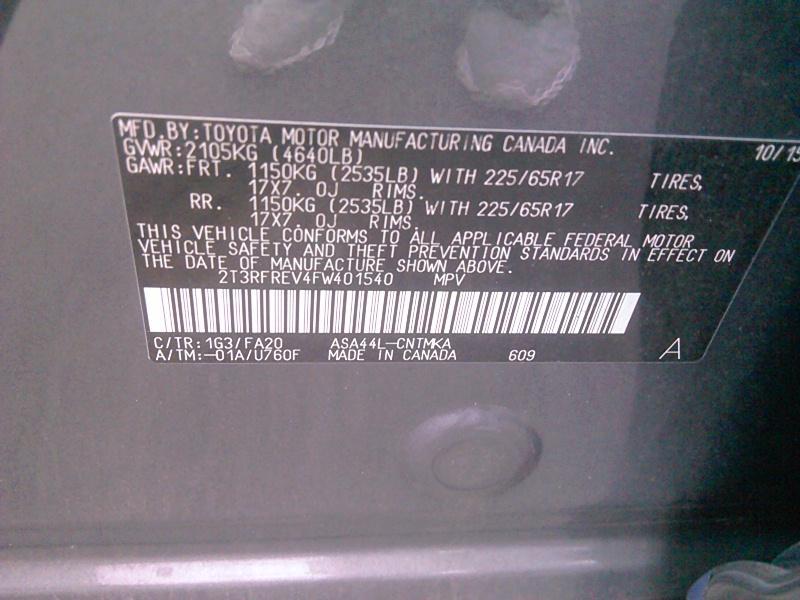 MFD.BY:TOYOTA MOTOR MANUFACTURING CANADA INC. 10/15
GVWR:2105KG (4640LB)
GAWR:FRT. 1150KG (2535LB) WITH 225/65R17 TIRES,
17X7. OJ RIMS.
RR. 1150KG (2535LB) WITH 225/65R17 TIRES,
17X7. OJ RIMS.
THIS VEHICLE CONFORMS TO ALL APPLICABLE FEDERAL MOTOR
VEHICLE SAFETY AND THEFT PREVENTION STANDARDS IN EFFECT ON
THE DATE OF MANUFACTURE SHOWN ABOVE.
2T3RFREV4FW401540 MPV
C/TR:1G3/FA20 ASA44L-CNTMKA
A/TM:-01A/U760F MADE IN CANADA 609 A